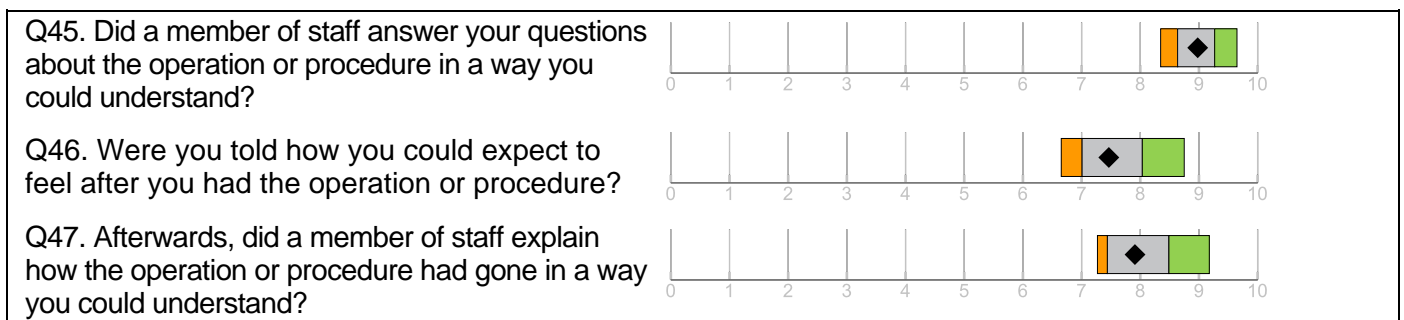 Q45. Did a member of staff answer your questions
about the operation or procedure in a way you
could understand?
0 1 2 3 4 5 6 7 8 9 10
Q46. Were you told how you could expect to
feel after you had the operation or procedure?
0 1 2 3 4 5 6 7 8 9 10
Q47. Afterwards, did a member of staff explain
how the operation or procedure had gone in a way
you could understand?
0 1 2 3 4 5 6 7 8 9 10